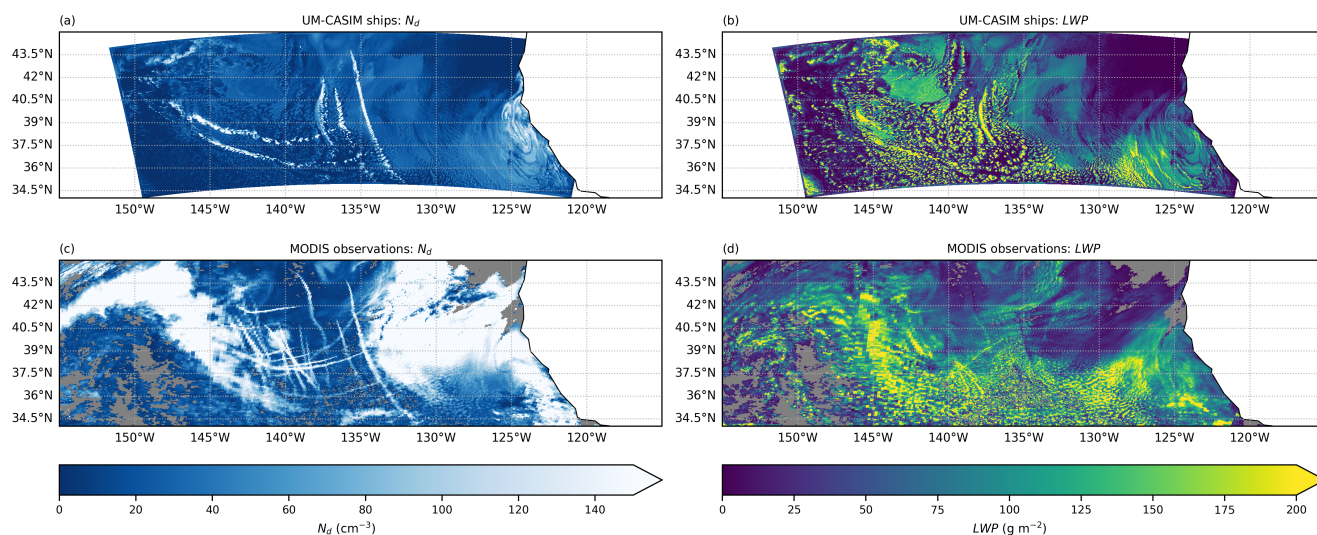 (a) UM-CASIM ships: N_d
43.5°N
42°N
40.5°N
39°N
37.5°N
36°N
34.5°N
150°W 145°W 140°W 135°W 130°W 125°W 120°W
(b) UM-CASIM ships: LWP
43.5°N
42°N
40.5°N
39°N
37.5°N
36°N
34.5°N
150°W 145°W 140°W 135°W 130°W 125°W 120°W
(c) MODIS observations: N_d
43.5°N
42°N
40.5°N
39°N
37.5°N
36°N
34.5°N
150°W 145°W 140°W 135°W 130°W 125°W 120°W
(d) MODIS observations: LWP
43.5°N
42°N
40.5°N
39°N
37.5°N
36°N
34.5°N
150°W 145°W 140°W 135°W 130°W 125°W 120°W
0 20 40 60 80 100 120 140
N_d (cm⁻³)
0 25 50 75 100 125 150 175 200
LWP (g m⁻²)